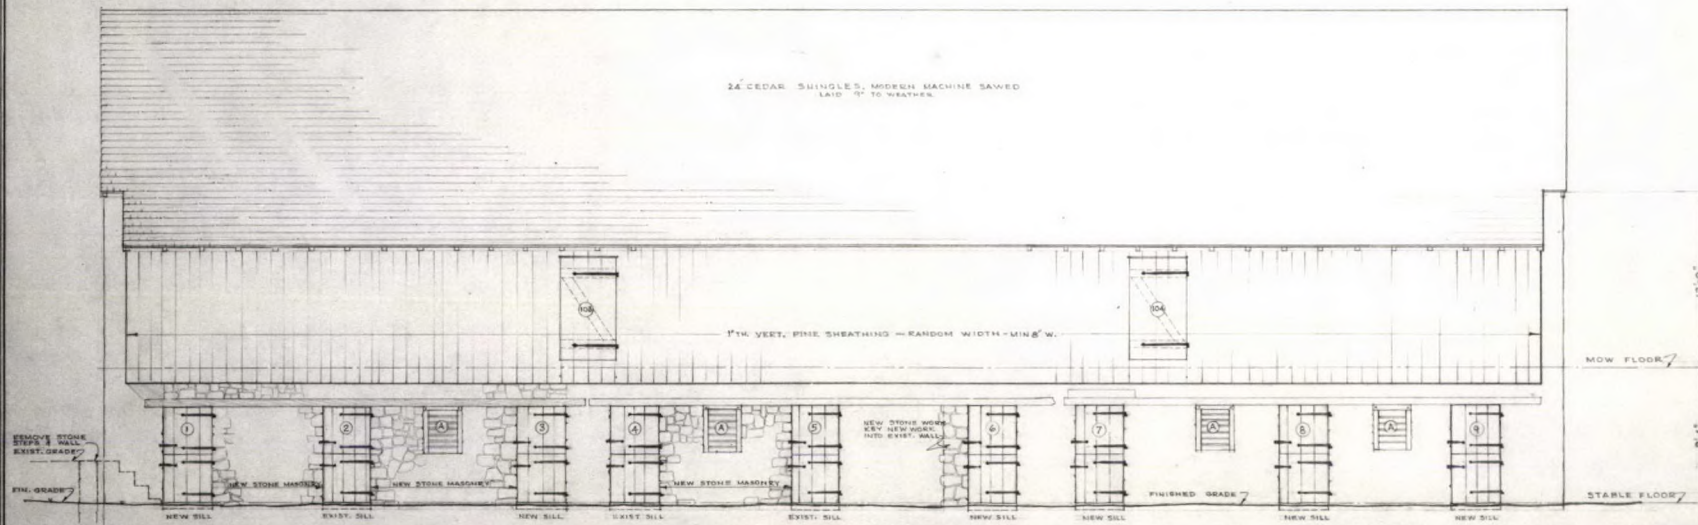 24" CEDAR SHINGLES, MODERN MACHINE SAWED
LAID 9" TO WEATHER
103
104
1" TH. VERT. PINE SHEATHING — RANDOM WIDTH - MIN 8" W.
MOW FLOOR
1
2
A
3
4
A
5
NEW STONE WORK
KEY NEW WORK
INTO EXIST. WALL
6
7
A
8
A
9
REMOVE STONE
STEPS & WALL
EXIST. GRADE
FIN. GRADE
NEW STONE MASONRY
NEW STONE MASONRY
NEW STONE MASONRY
FINISHED GRADE
STABLE FLOOR
NEW SILL
EXIST. SILL
NEW SILL
EXIST SILL
EXIST. SILL
NEW SILL
NEW SILL
NEW SILL
NEW SILL